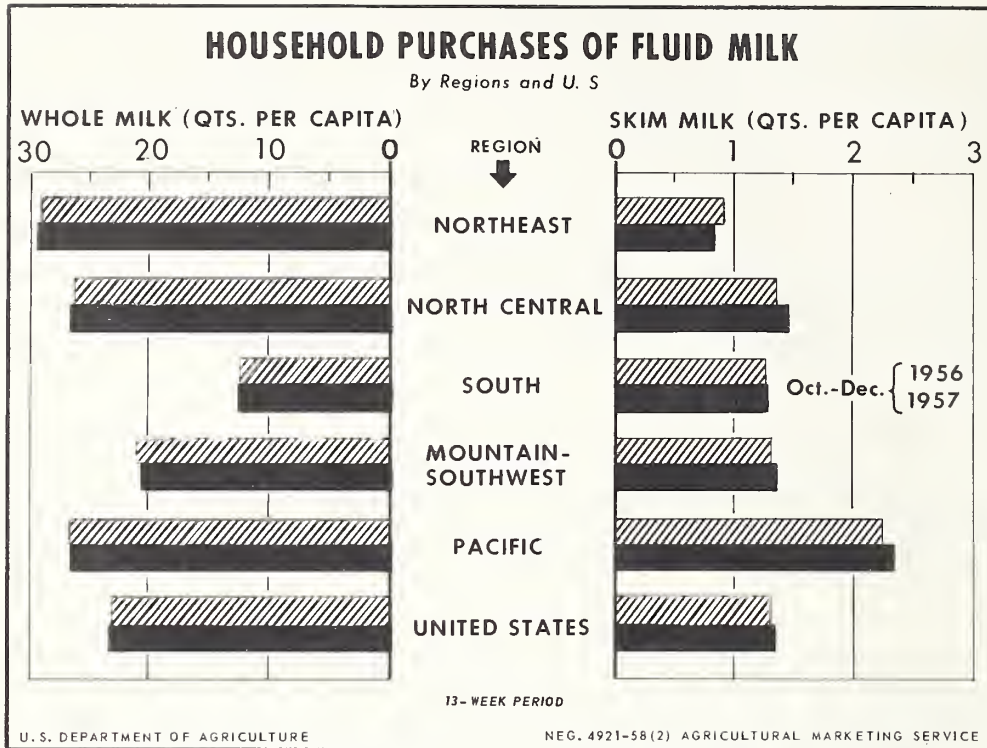 HOUSEHOLD PURCHASES OF FLUID MILK
By Regions and U. S
WHOLE MILK (QTS. PER CAPITA)
SKIM MILK (QTS. PER CAPITA)
30 20 10 0
REGION
0 1 2 3
NORTHEAST
NORTH CENTRAL
SOUTH
Oct.-Dec. { 1956
1957
MOUNTAIN-
SOUTHWEST
PACIFIC
UNITED STATES
13-WEEK PERIOD
U.S. DEPARTMENT OF AGRICULTURE
NEG. 4921-58(2) AGRICULTURAL MARKETING SERVICE